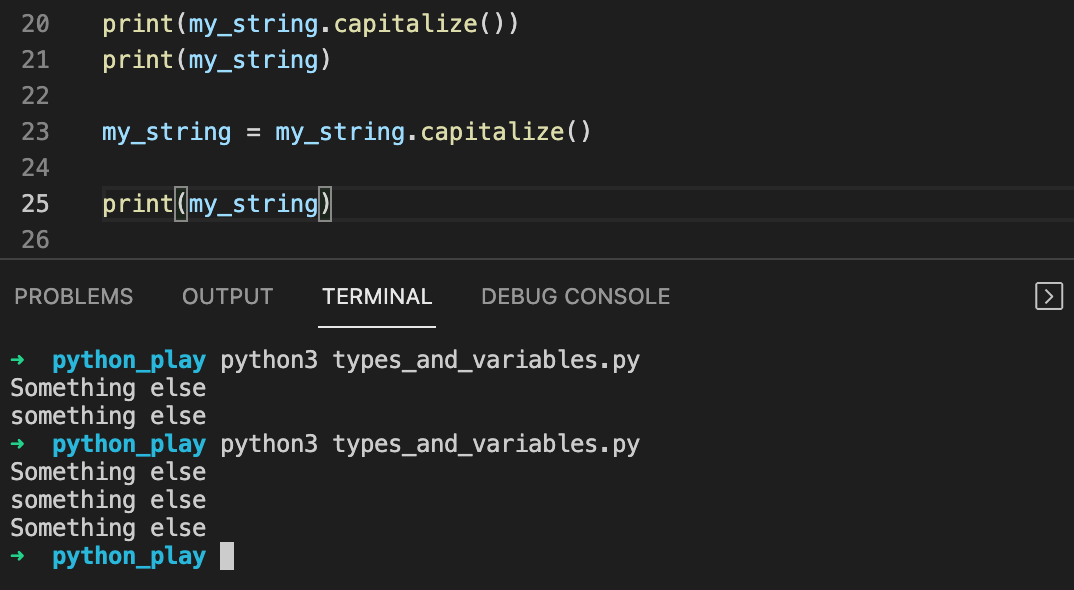 20 print(my_string.capitalize())
21 print(my_string)
22
23 my_string = my_string.capitalize()
24
25 print(my_string)
26
PROBLEMS OUTPUT TERMINAL DEBUG CONSOLE
➜ python_play python3 types_and_variables.py
Something else
something else
➜ python_play python3 types_and_variables.py
Something else
something else
Something else
➜ python_play